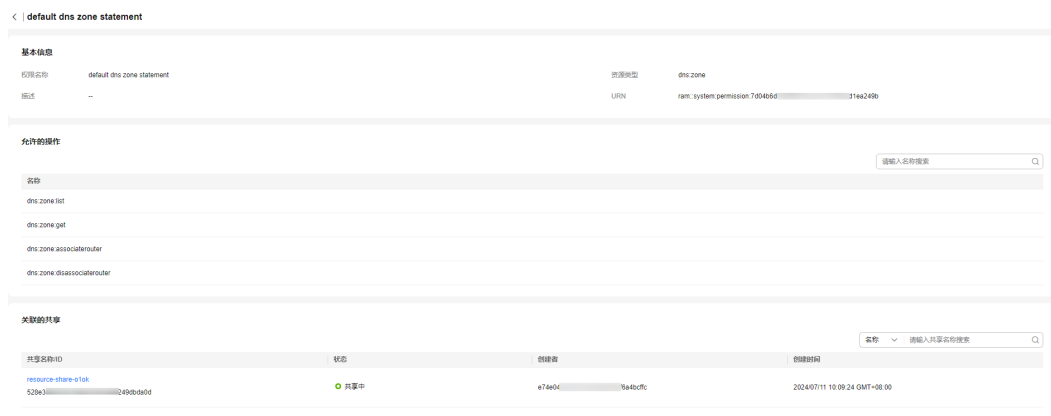 < | default dns zone statement
基本信息
权限名称 default dns zone statement 资源类型 dns:zone
描述 -- URN ram::system:permission:7d04b6d d1ea249b
允许的操作
请输入名称搜索
名称
dns:zone:list
dns:zone:get
dns:zone:associaterouter
dns:zone:disassociaterouter
关联的共享
名称 请输入共享名称搜索
共享名称/ID 状态 创建者 创建时间
resource-share-o1ok
528e3 249dbda0d 共享中 e74e04 f6a4bcffc 2024/07/11 10:09:24 GMT+08:00